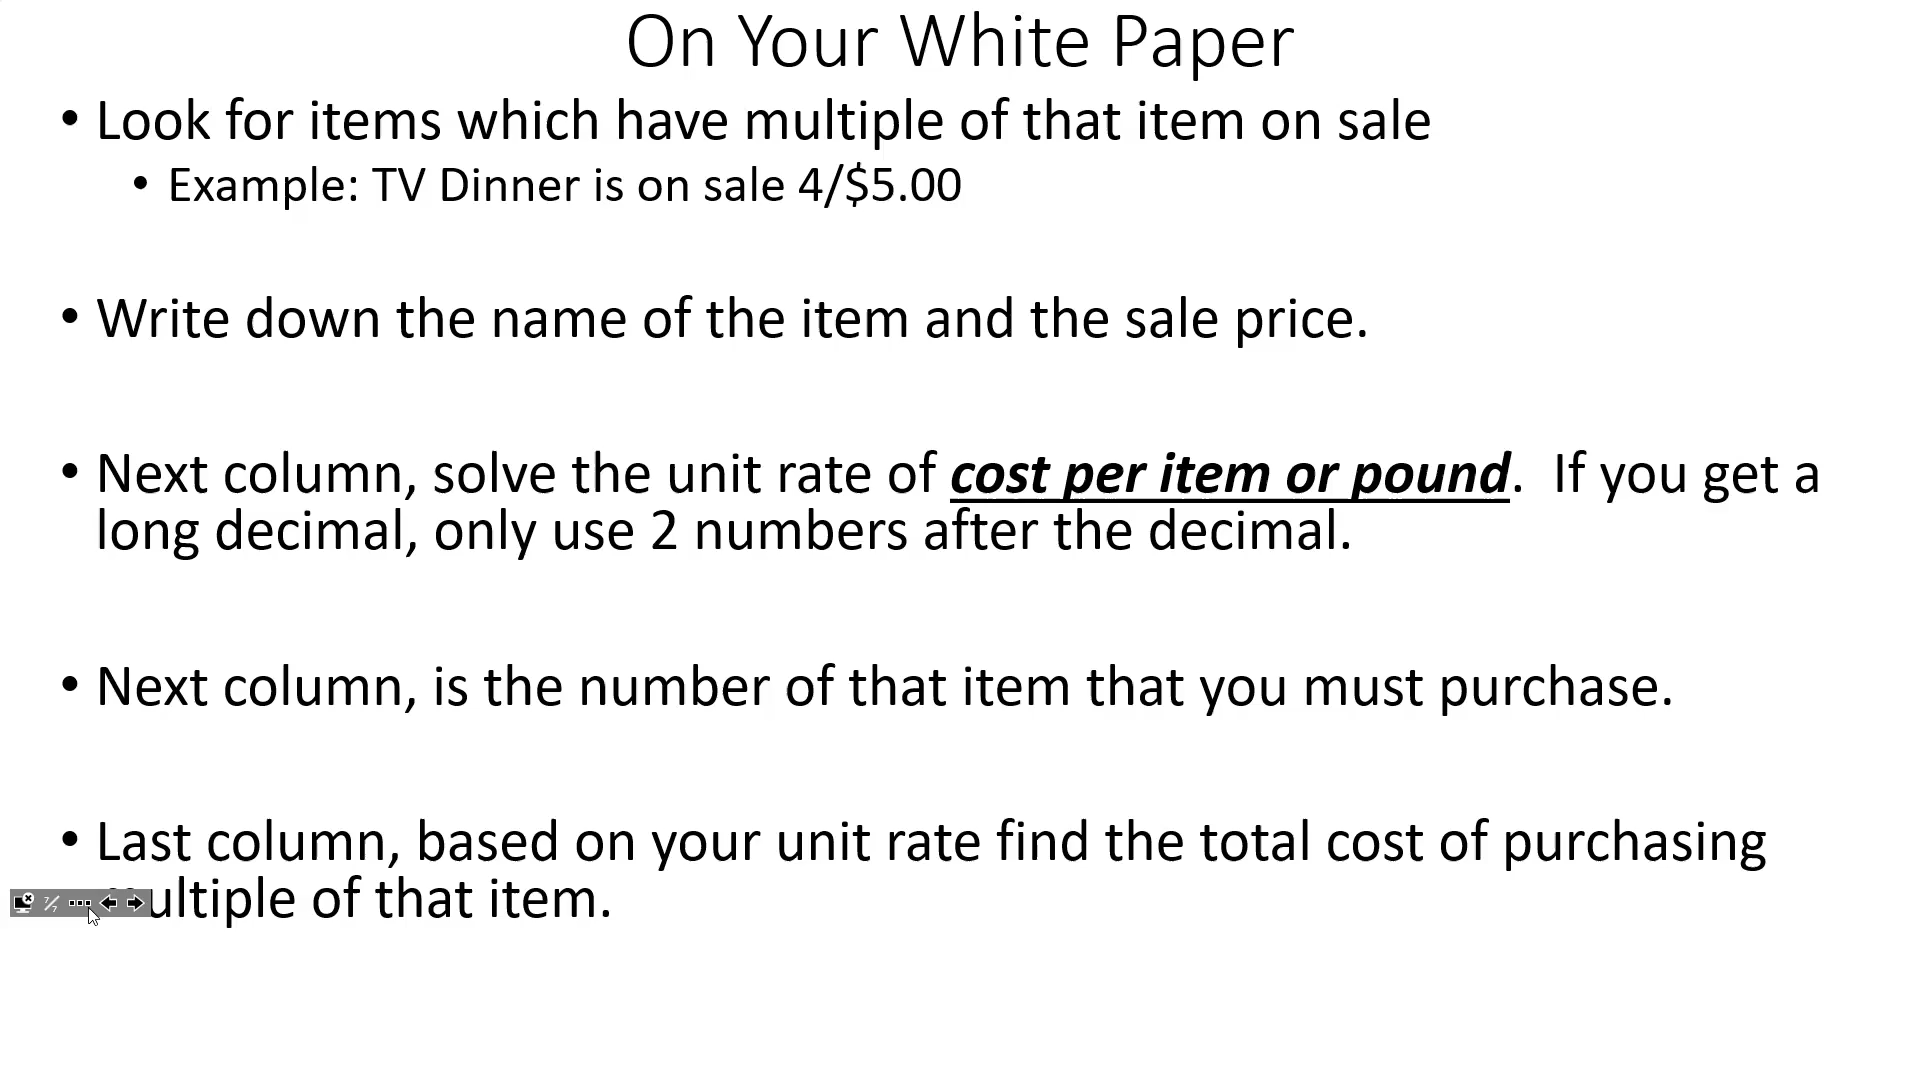 On Your White Paper
• Look for items which have multiple of that item on sale
• Example: TV Dinner is on sale 4/$5.00
• Write down the name of the item and the sale price.
• Next column, solve the unit rate of cost per item or pound.  If you get a
long decimal, only use 2 numbers after the decimal.
• Next column, is the number of that item that you must purchase.
• Last column, based on your unit rate find the total cost of purchasing
multiple of that item.